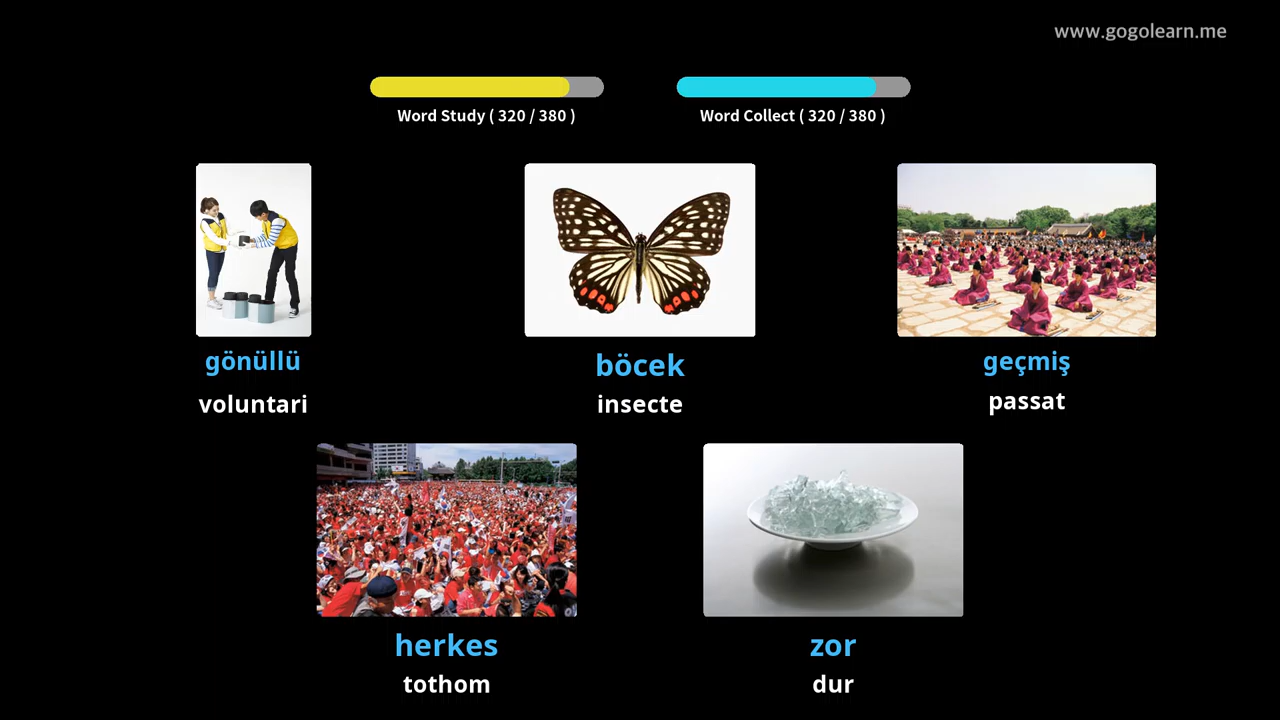 www.gogolearn.me
Word Study ( 320 / 380 )
Word Collect ( 320 / 380 )
gönüllü
voluntari
böcek
insecte
geçmiş
passat
herkes
tothom
zor
dur